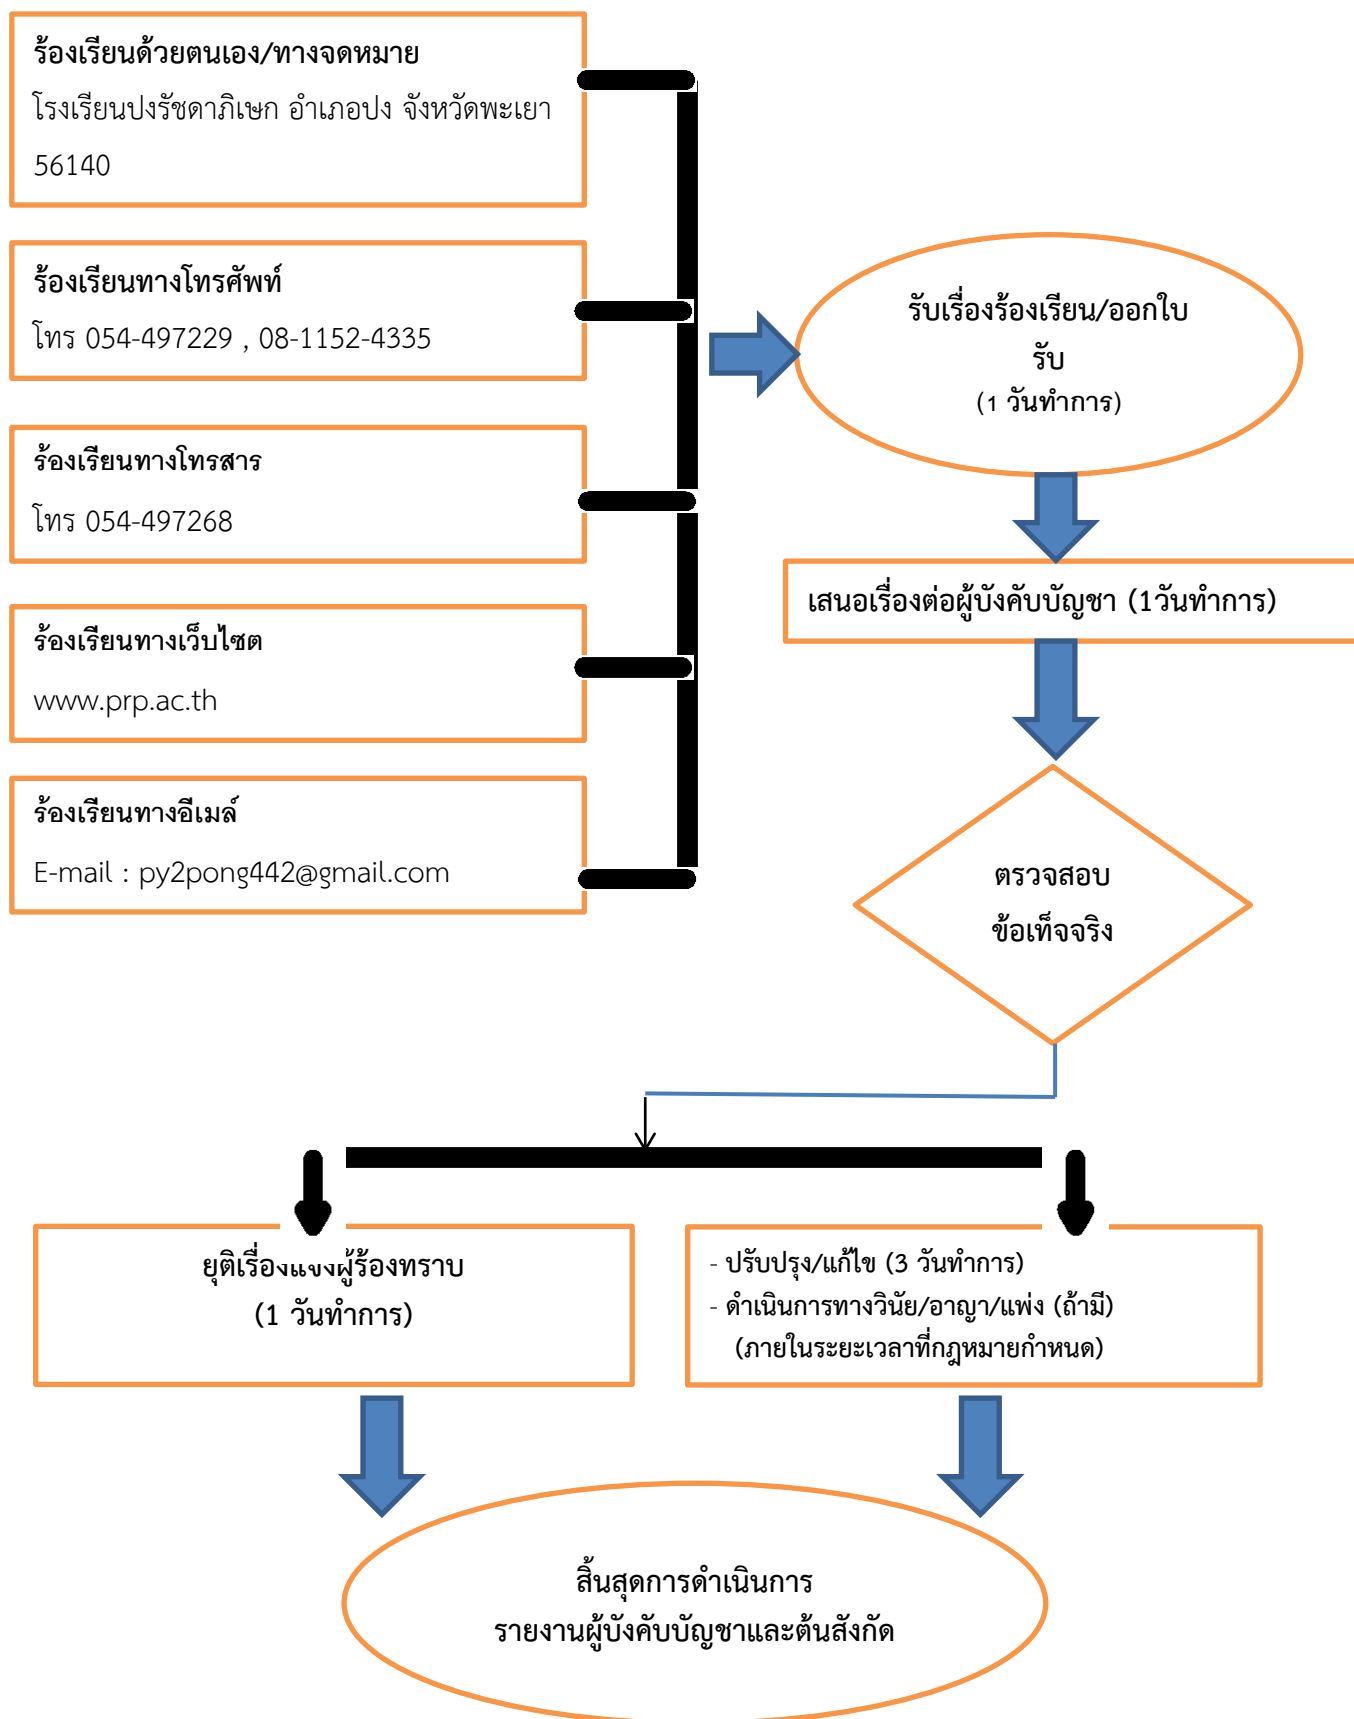 ร้องเรียนด้วยตนเอง/ทางจดหมาย
โรงเรียนปงรัชดาภิเษก อำเภอปง จังหวัดพะเยา
56140
ร้องเรียนทางโทรศัพท์
โทร 054-497229 , 08-1152-4335
ร้องเรียนทางโทรสาร
โทร 054-497268
ร้องเรียนทางเว็บไซต
www.prp.ac.th
ร้องเรียนทางอีเมล์
E-mail : py2pong442@gmail.com
รับเรื่องร้องเรียน/ออกใบ
รับ
(1 วันทำการ)
เสนอเรื่องต่อผู้บังคับบัญชา (1วันทำการ)
ตรวจสอบ
ข้อเท็จจริง
ยุติเรื่องแจ้งผู้ร้องทราบ
(1 วันทำการ)
- ปรับปรุง/แก้ไข (3 วันทำการ)
- ดำเนินการทางวินัย/อาญา/แพ่ง (ถ้ามี)
(ภายในระยะเวลาที่กฎหมายกำหนด)
สิ้นสุดการดำเนินการ
รายงานผู้บังคับบัญชาและต้นสังกัด